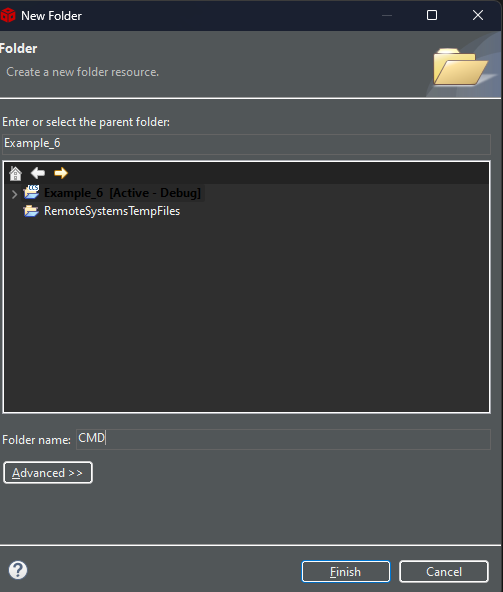 New Folder
Folder
Create a new folder resource.
Enter or select the parent folder:
Example_6
CCS Example_6 [Active - Debug]
RemoteSystemsTempFiles
Folder name: CMD
Advanced >>
? Finish Cancel